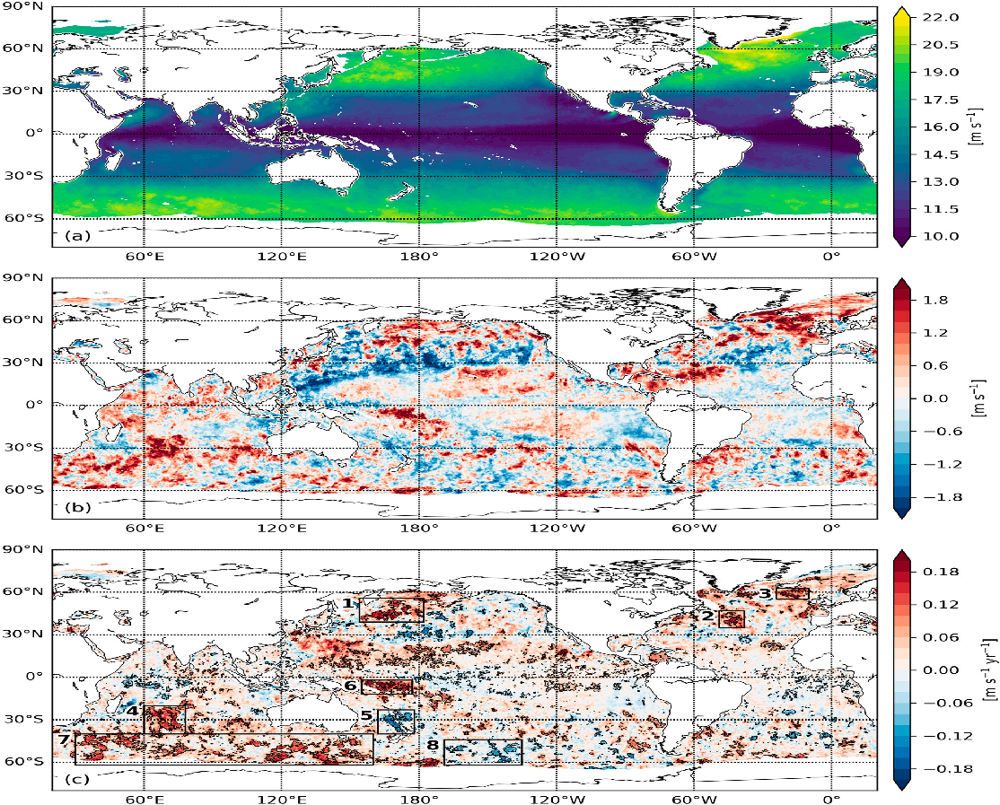 90°N
60°N
30°N
0°
30°S
60°S
(a)
60°E 120°E 180° 120°W 60°W 0°
22.0
20.5
19.0
17.5
16.0
14.5
13.0
11.5
10.0
[m s⁻¹]
90°N
60°N
30°N
0°
30°S
60°S
(b)
60°E 120°E 180° 120°W 60°W 0°
1.8
1.2
0.6
0.0
−0.6
−1.2
−1.8
[m s⁻¹]
90°N
60°N
30°N
0°
30°S
60°S
1
2
3
4
5
6
7
8
(c)
60°E 120°E 180° 120°W 60°W 0°
0.18
0.12
0.06
0.00
−0.06
−0.12
−0.18
[m s⁻¹ yr⁻¹]